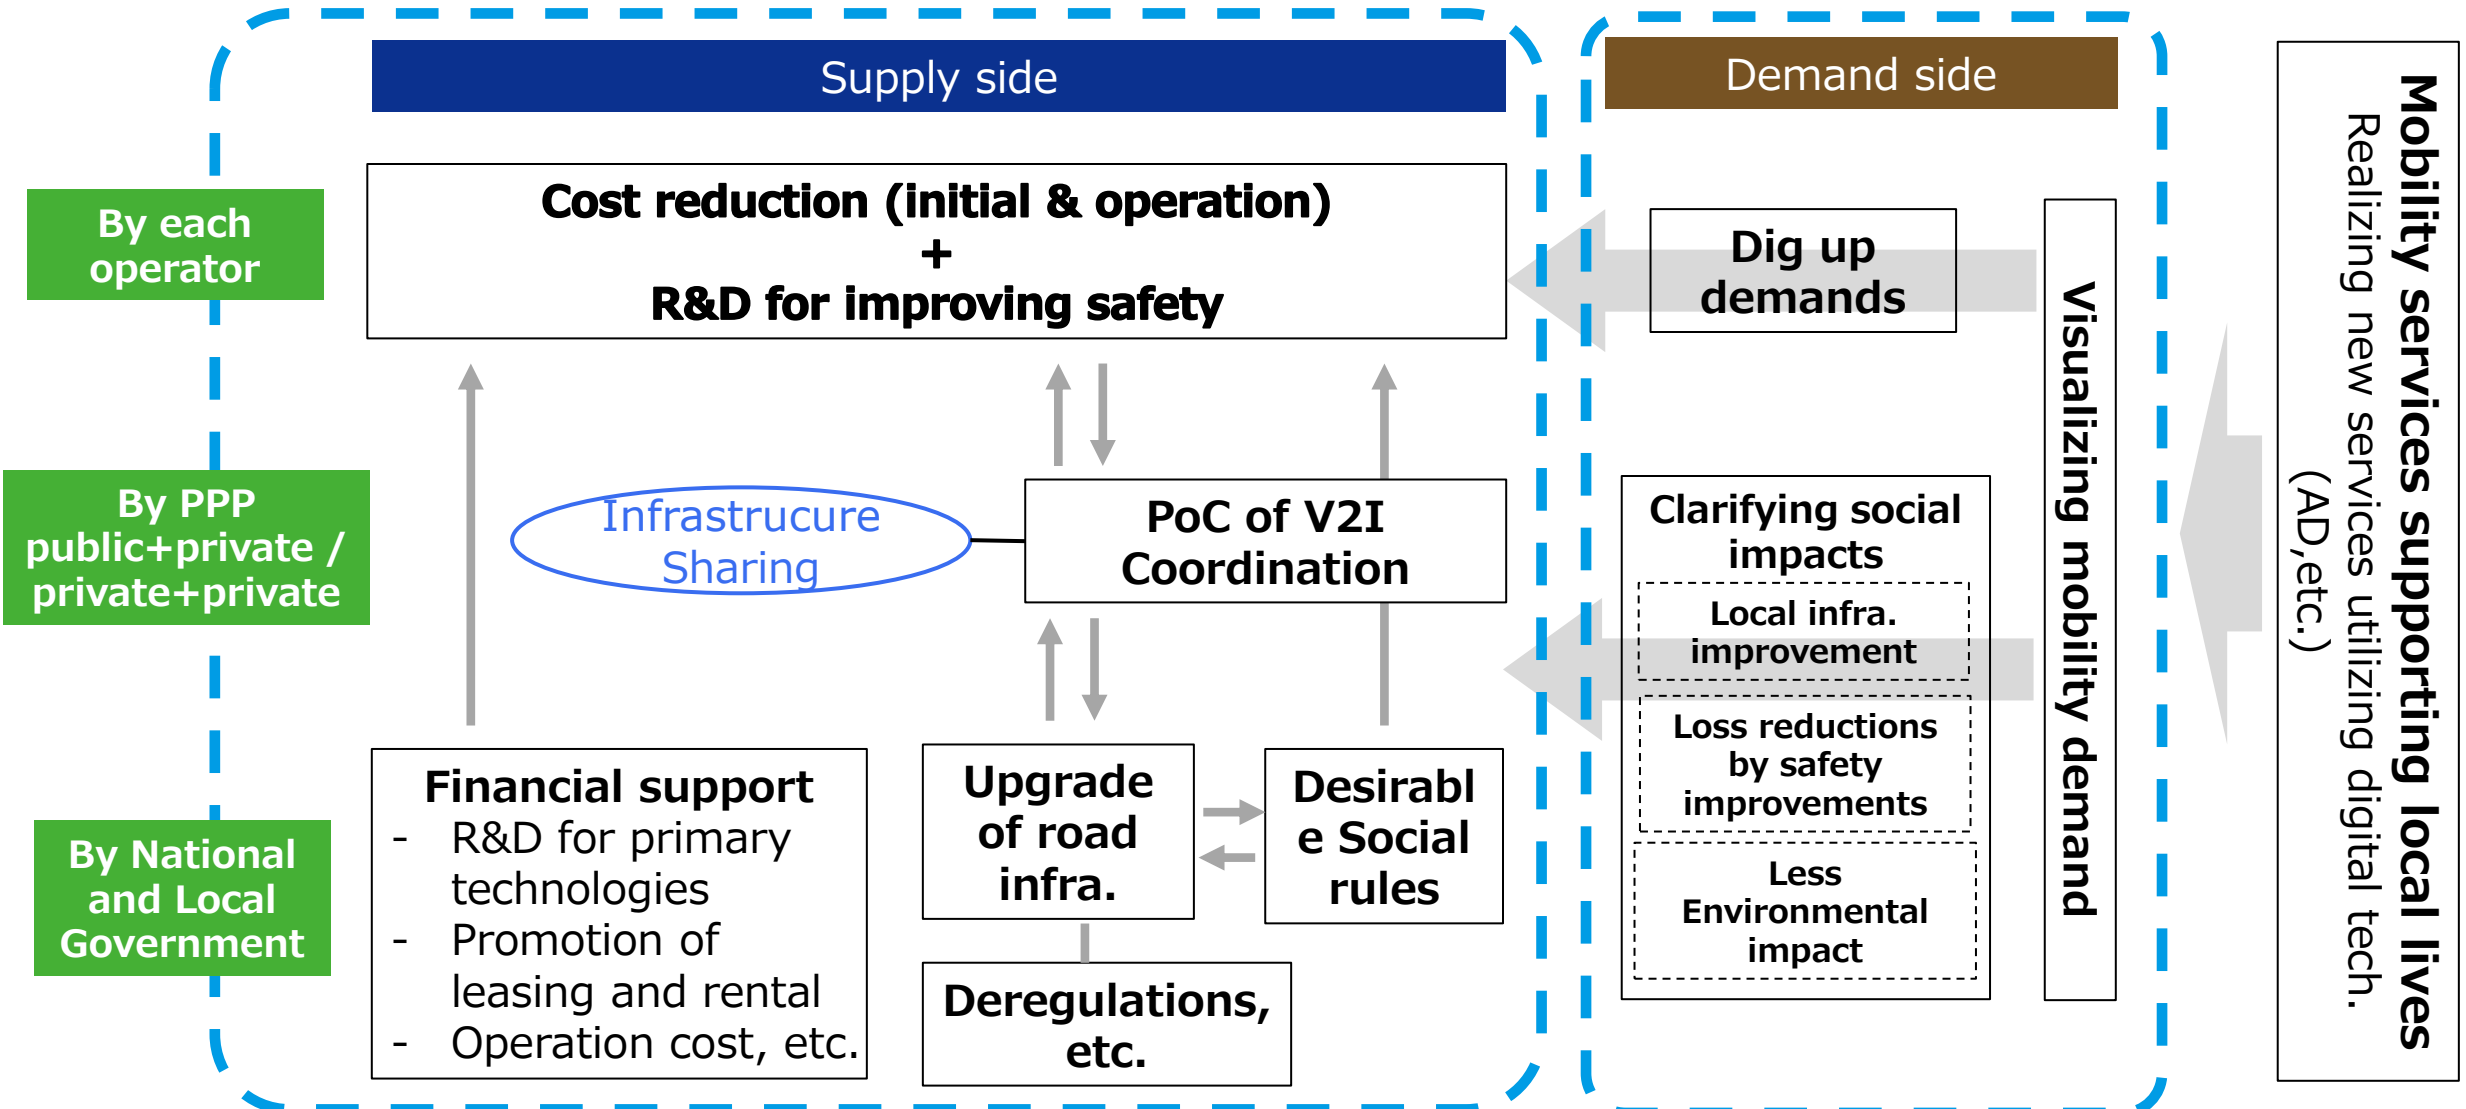 Supply side
Demand side
By each
operator
Cost reduction (initial & operation)
+
R&D for improving safety
Dig up
demands
By PPP
public+private /
private+private
Infrastrucure
Sharing
PoC of V2I
Coordination
Clarifying social
impacts
Local infra.
improvement
Loss reductions
by safety
improvements
Less
Environmental
impact
By National
and Local
Government
Financial support
- R&D for primary
technologies
- Promotion of
leasing and rental
- Operation cost, etc.
Upgrade
of road
infra.
Desirabl
e Social
rules
Deregulations,
etc.
Visualizing mobility demand
Mobility services supporting local lives
Realizing new services utilizing digital tech.
(AD,etc.)